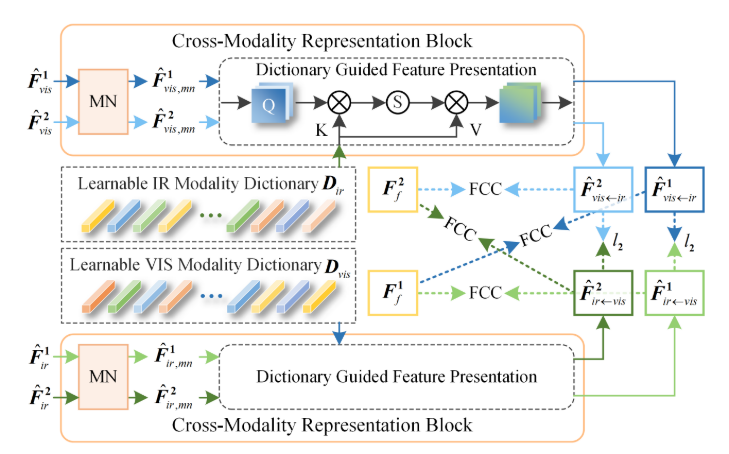 Cross-Modality Representation Block
F̂¹vis
F̂²vis
MN
F̂¹vis,mn
F̂²vis,mn
Dictionary Guided Feature Presentation
Q
S
K
V
Learnable IR Modality Dictionary D_ir
Learnable VIS Modality Dictionary D_vis
F²f
FCC
F̂²vis←ir
F̂¹vis←ir
FCC
FCC
l₂
l₂
F¹f
FCC
F̂²ir←vis
F̂¹ir←vis
F̂¹ir
F̂²ir
MN
F̂¹ir,mn
F̂²ir,mn
Dictionary Guided Feature Presentation
Cross-Modality Representation Block